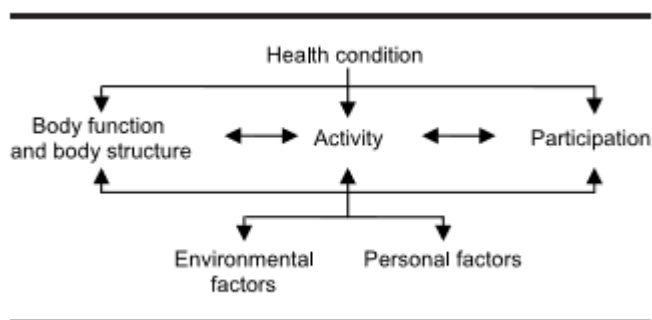 Health condition
Body function
and body structure
Activity
Participation
Environmental
factors
Personal factors